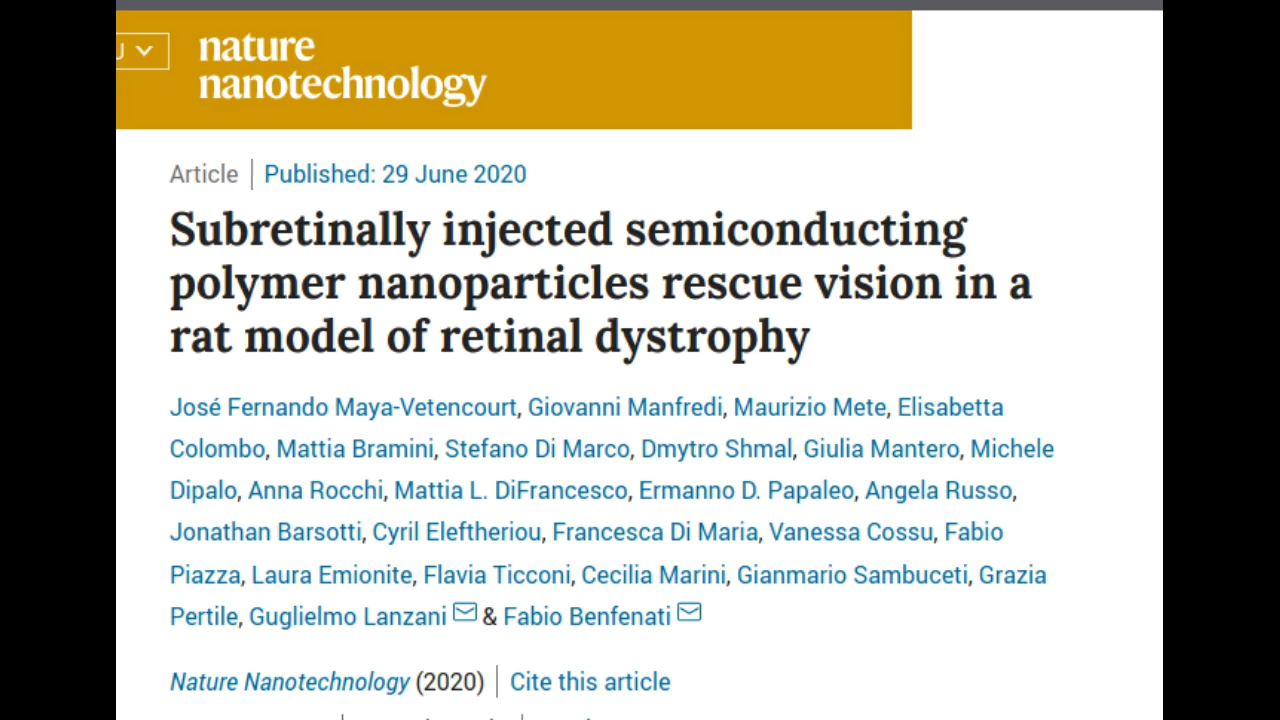 nature
nanotechnology
Article | Published: 29 June 2020
Subretinally injected semiconducting
polymer nanoparticles rescue vision in a
rat model of retinal dystrophy
José Fernando Maya-Vetencourt, Giovanni Manfredi, Maurizio Mete, Elisabetta
Colombo, Mattia Bramini, Stefano Di Marco, Dmytro Shmal, Giulia Mantero, Michele
Dipalo, Anna Rocchi, Mattia L. DiFrancesco, Ermanno D. Papaleo, Angela Russo,
Jonathan Barsotti, Cyril Eleftheriou, Francesca Di Maria, Vanessa Cossu, Fabio
Piazza, Laura Emionite, Flavia Ticconi, Cecilia Marini, Gianmario Sambuceti, Grazia
Pertile, Guglielmo Lanzani & Fabio Benfenati
Nature Nanotechnology (2020) | Cite this article